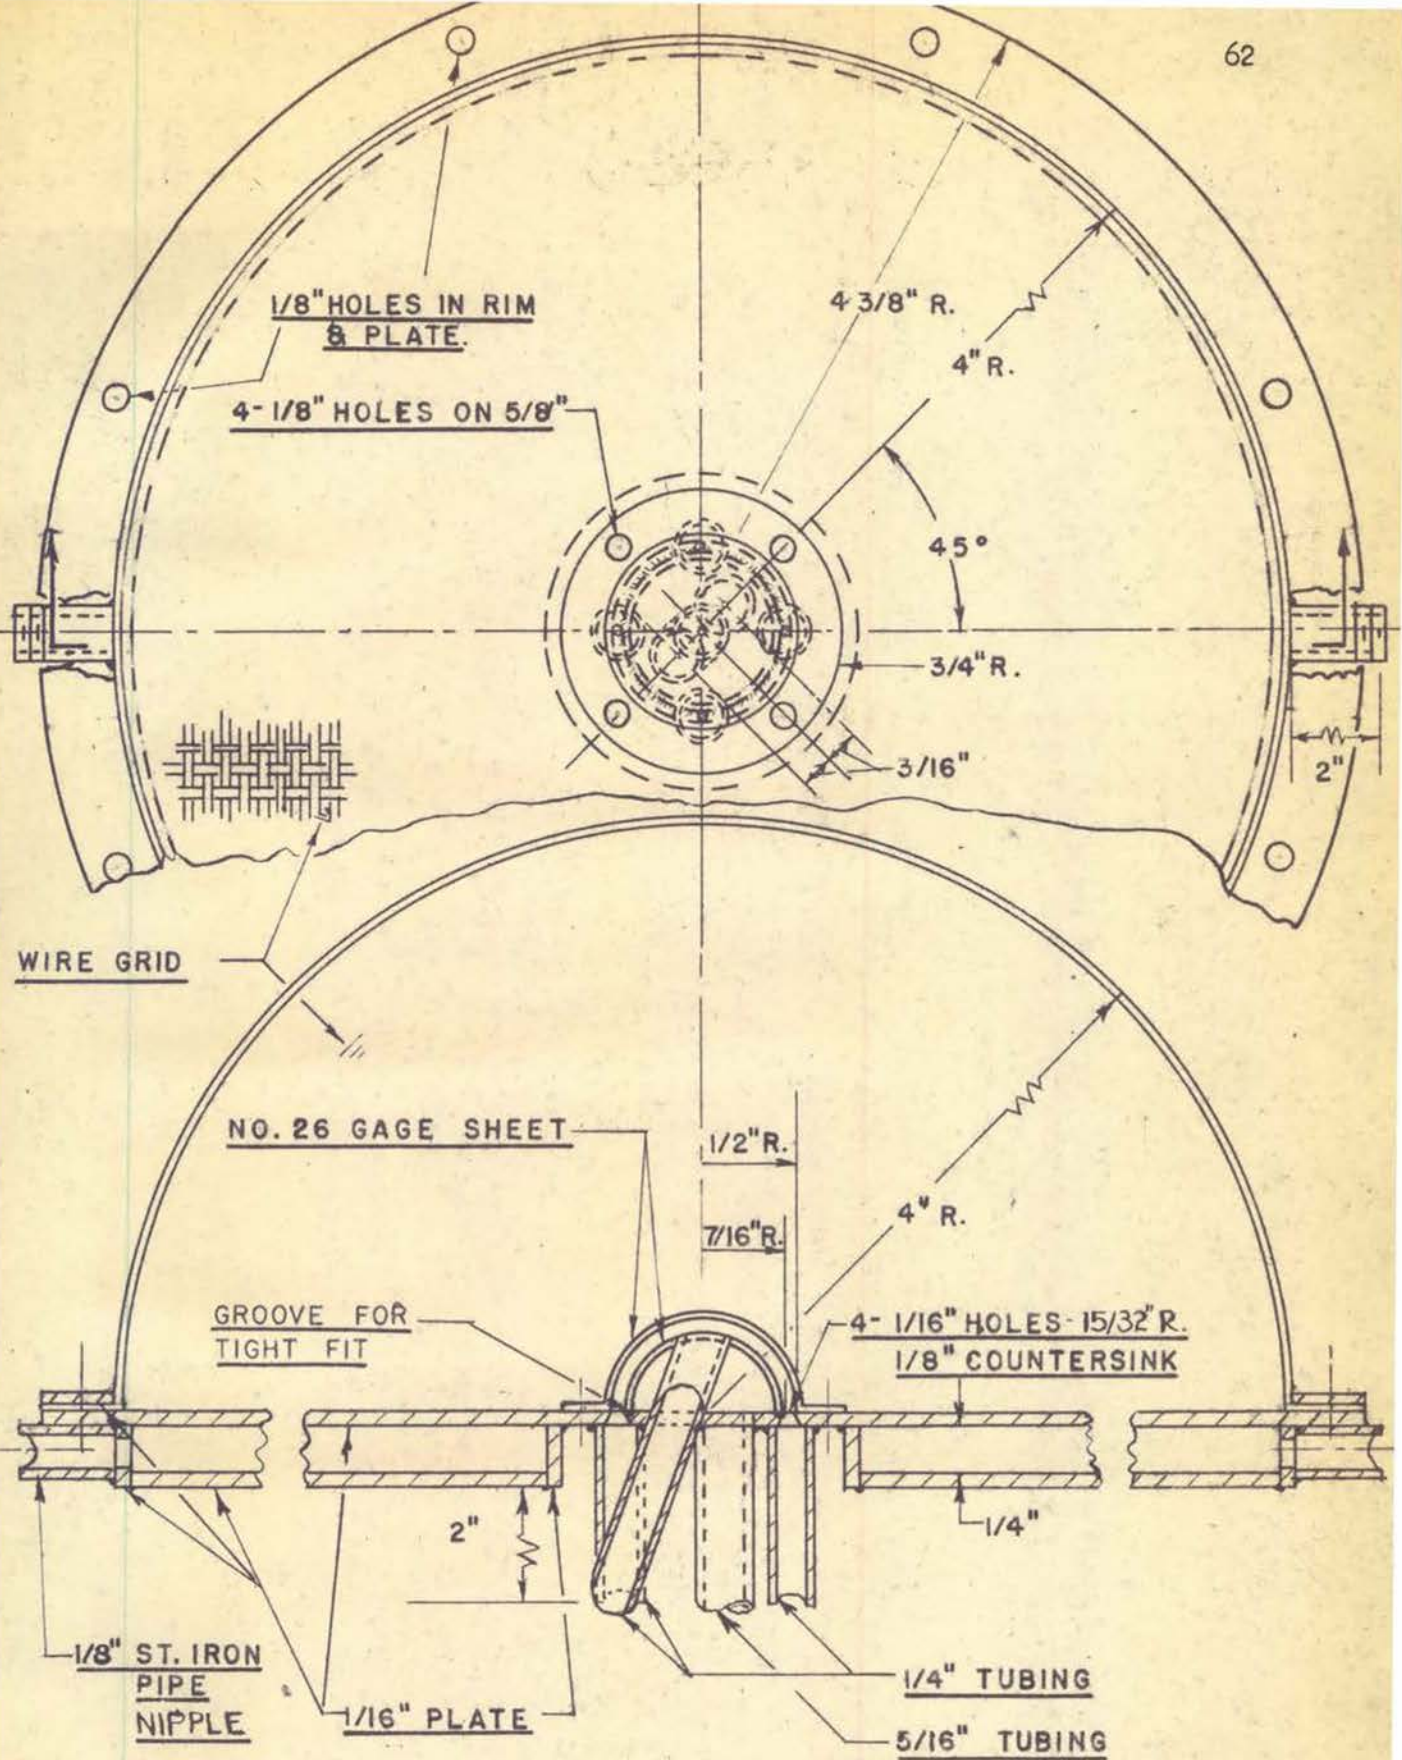 62
1/8" HOLES IN RIM
& PLATE.
4 3/8" R.
4" R.
4-1/8" HOLES ON 5/8"
45°
3/4" R.
3/16"
2"
WIRE GRID
NO. 26 GAGE SHEET
1/2" R.
4" R.
7/16" R.
GROOVE FOR
TIGHT FIT
4-1/16" HOLES-15/32" R.
1/8" COUNTERSINK
2"
1/4"
1/8" ST. IRON
PIPE
NIPPLE
1/16" PLATE
1/4" TUBING
5/16" TUBING